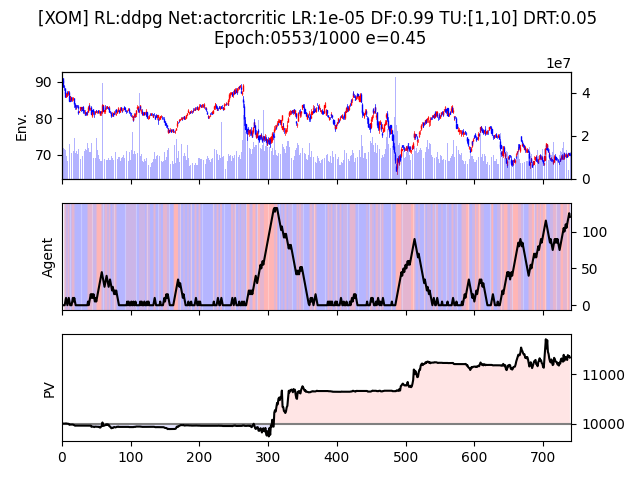 [XOM] RL:ddpg Net:actorcritic LR:1e-05 DF:0.99 TU:[1,10] DRT:0.05
Epoch:0553/1000 e=0.45
1e7
90
80
70
Env.
4
2
0
Agent
100
50
0
PV
11000
10000
0 100 200 300 400 500 600 700